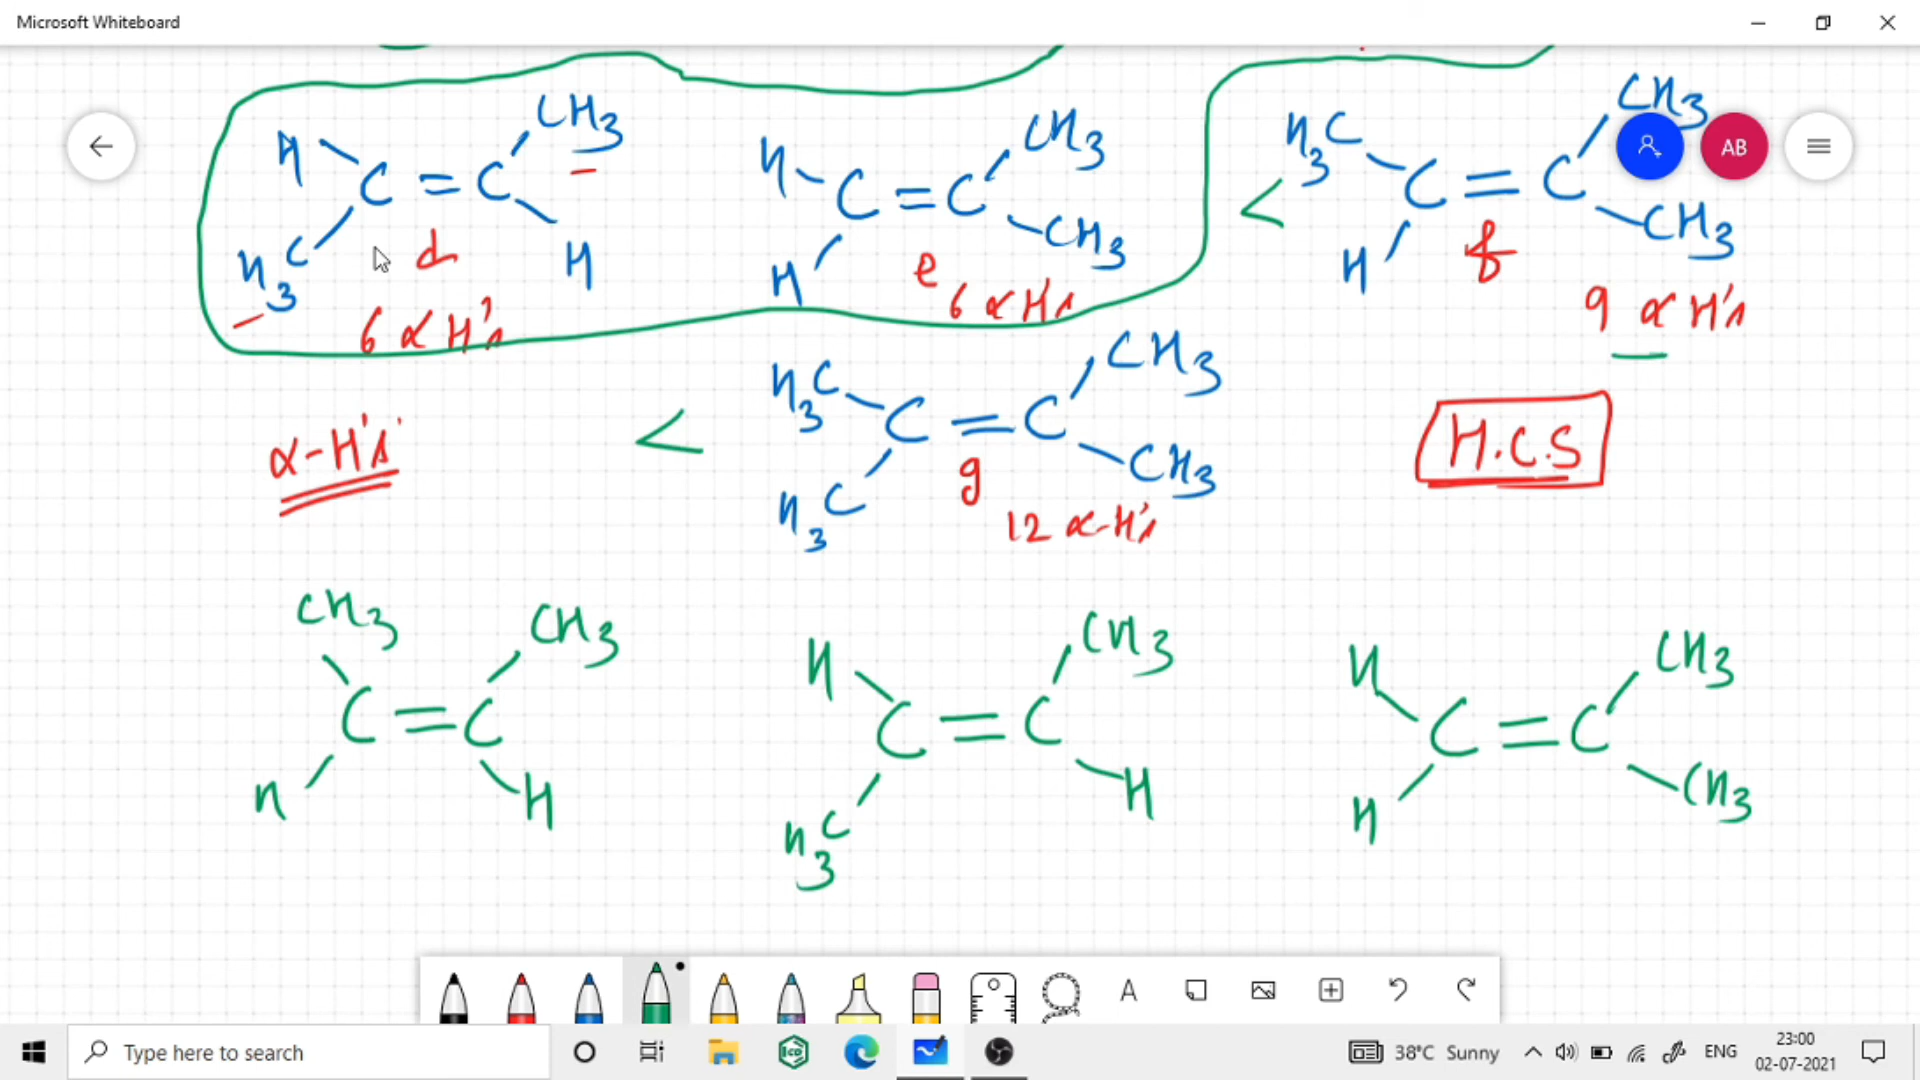 Microsoft Whiteboard
H CH3
C = C
H3C H
d
6 α H's
H CH3
C = C
H CH3
e
6 α H's
<
H3C CH3
C = C
H CH3
f
9 α H's
AB
α-H's
<
H3C CH3
C = C
H3C CH3
g
12 α-H's
H.C.S
CH3 CH3
C = C
H H
H CH3
C = C
H3C H
H CH3
C = C
H CH3
A
Type here to search
38°C Sunny
ENG
23:00
02-07-2021